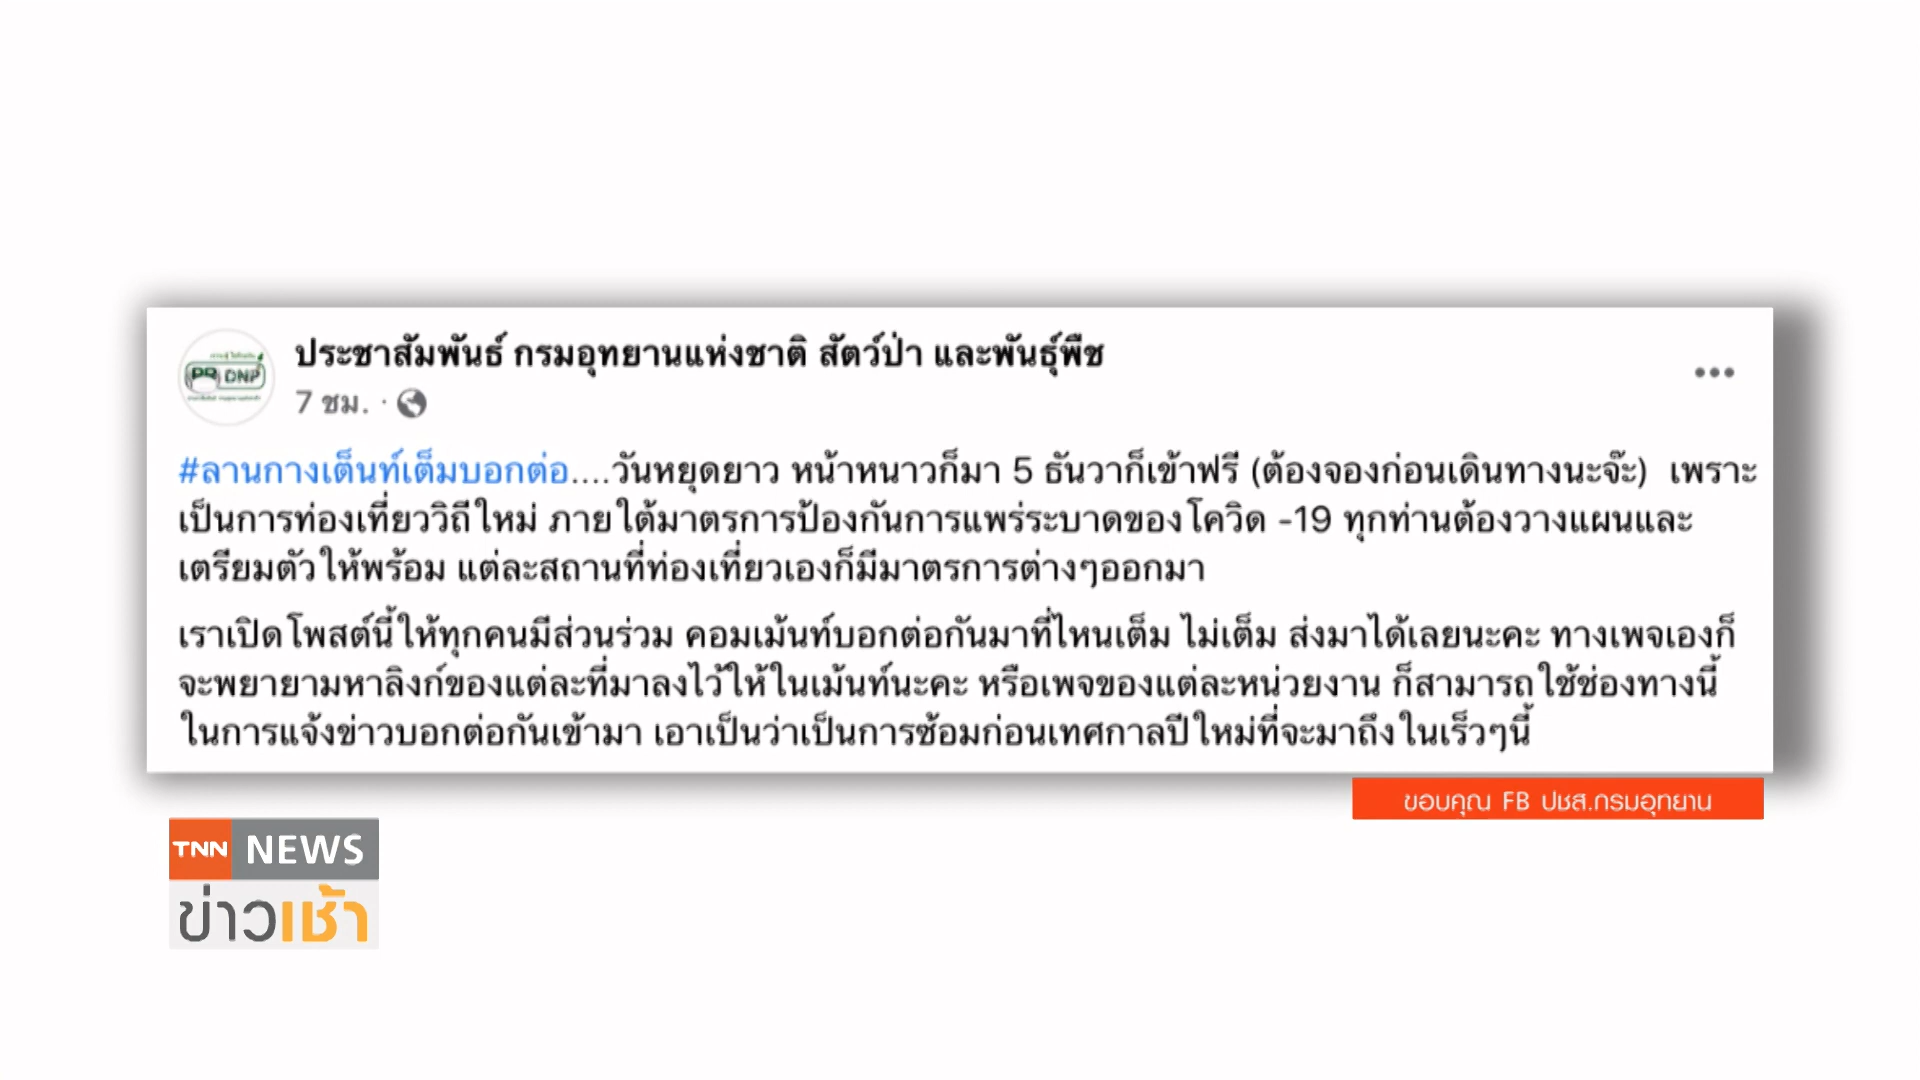 ประชาสัมพันธ์ กรมอุทยานแห่งชาติ สัตว์ป่า และพันธุ์พืช
PR DNP
7 ชม. ·
#ลานกางเต็นท์เต็มบอกต่อ....วันหยุดยาว หน้าหนาวก็มา 5 ธันวาก็เข้าฟรี (ต้องจองก่อนเดินทางนะจ๊ะ) เพราะ
เป็นการท่องเที่ยววิถีใหม่ ภายใต้มาตรการป้องกันการแพร่ระบาดของโควิด -19 ทุกท่านต้องวางแผนและ
เตรียมตัวให้พร้อม แต่ละสถานที่ท่องเที่ยวเองก็มีมาตรการต่างๆออกมา
เราเปิดโพสต์นี้ให้ทุกคนมีส่วนร่วม คอมเม้นท์บอกต่อกันมาที่ไหนเต็ม ไม่เต็ม ส่งมาได้เลยนะคะ ทางเพจเองก็
จะพยายามหาลิงก์ของแต่ละที่มาลงไว้ให้ในเม้นท์นะคะ หรือเพจของแต่ละหน่วยงาน ก็สามารถใช้ช่องทางนี้
ในการแจ้งข่าวบอกต่อกันเข้ามา เอาเป็นว่าเป็นการซ้อมก่อนเทศกาลปีใหม่ที่จะมาถึงในเร็วๆนี้
ขอบคุณ FB ปชส.กรมอุทยาน
TNN NEWS
ข่าวเช้า